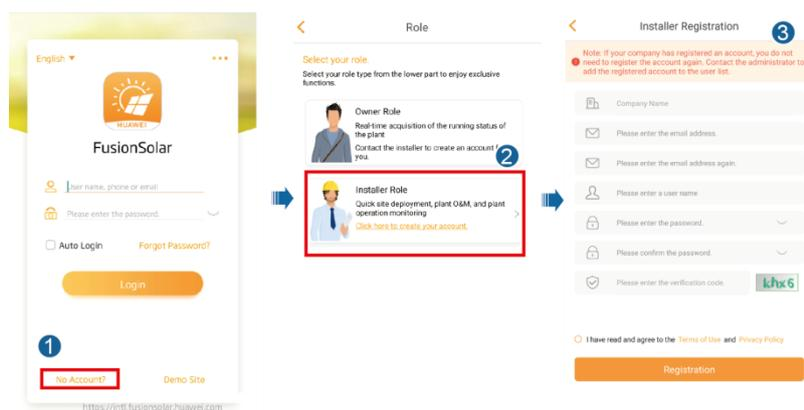 English ▼
HUAWEI
FusionSolar
User name, phone or email
Please enter the password.
Auto Login
Forgot Password?
Login
1
No Account?
Demo Site
https://intl.fusionsolar.huawei.com
Role
Select your role.
Select your role type from the lower part to enjoy exclusive
functions.
Owner Role
Real-time acquisition of the running status of
the plant
Contact the installer to create an account
you.
2
Installer Role
Quick site deployment, plant O&M, and plant
operation monitoring
Click here to create your account.
Installer Registration
3
Note: If your company has registered an account, you do not
need to register the account again. Contact the administrator to
add the registered account to the user list.
Company Name
Please enter the email address.
Please enter the email address again.
Please enter a user name
Please enter the password.
Please confirm the password.
Please enter the verification code.
khx6
I have read and agree to the Terms of Use and Privacy Policy
Registration